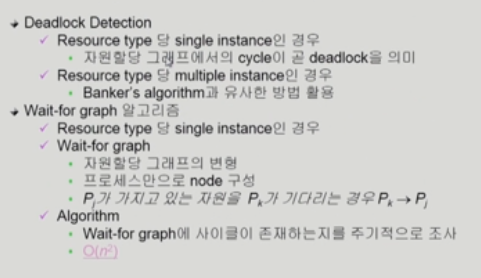 Deadlock Detection
Resource type 당 single instance인 경우
자원할당 그래프에서의 cycle이 곧 deadlock을 의미
Resource type 당 multiple instance인 경우
Banker's algorithm과 유사한 방법 활용
Wait-for graph 알고리즘
Resource type 당 single instance인 경우
Wait-for graph
자원할당 그래프의 변형
프로세스만으로 node 구성
Pj가 가지고 있는 자원을 Pk가 기다리는 경우 Pk → Pj
Algorithm
Wait-for graph에 사이클이 존재하는지를 주기적으로 조사
O(n²)